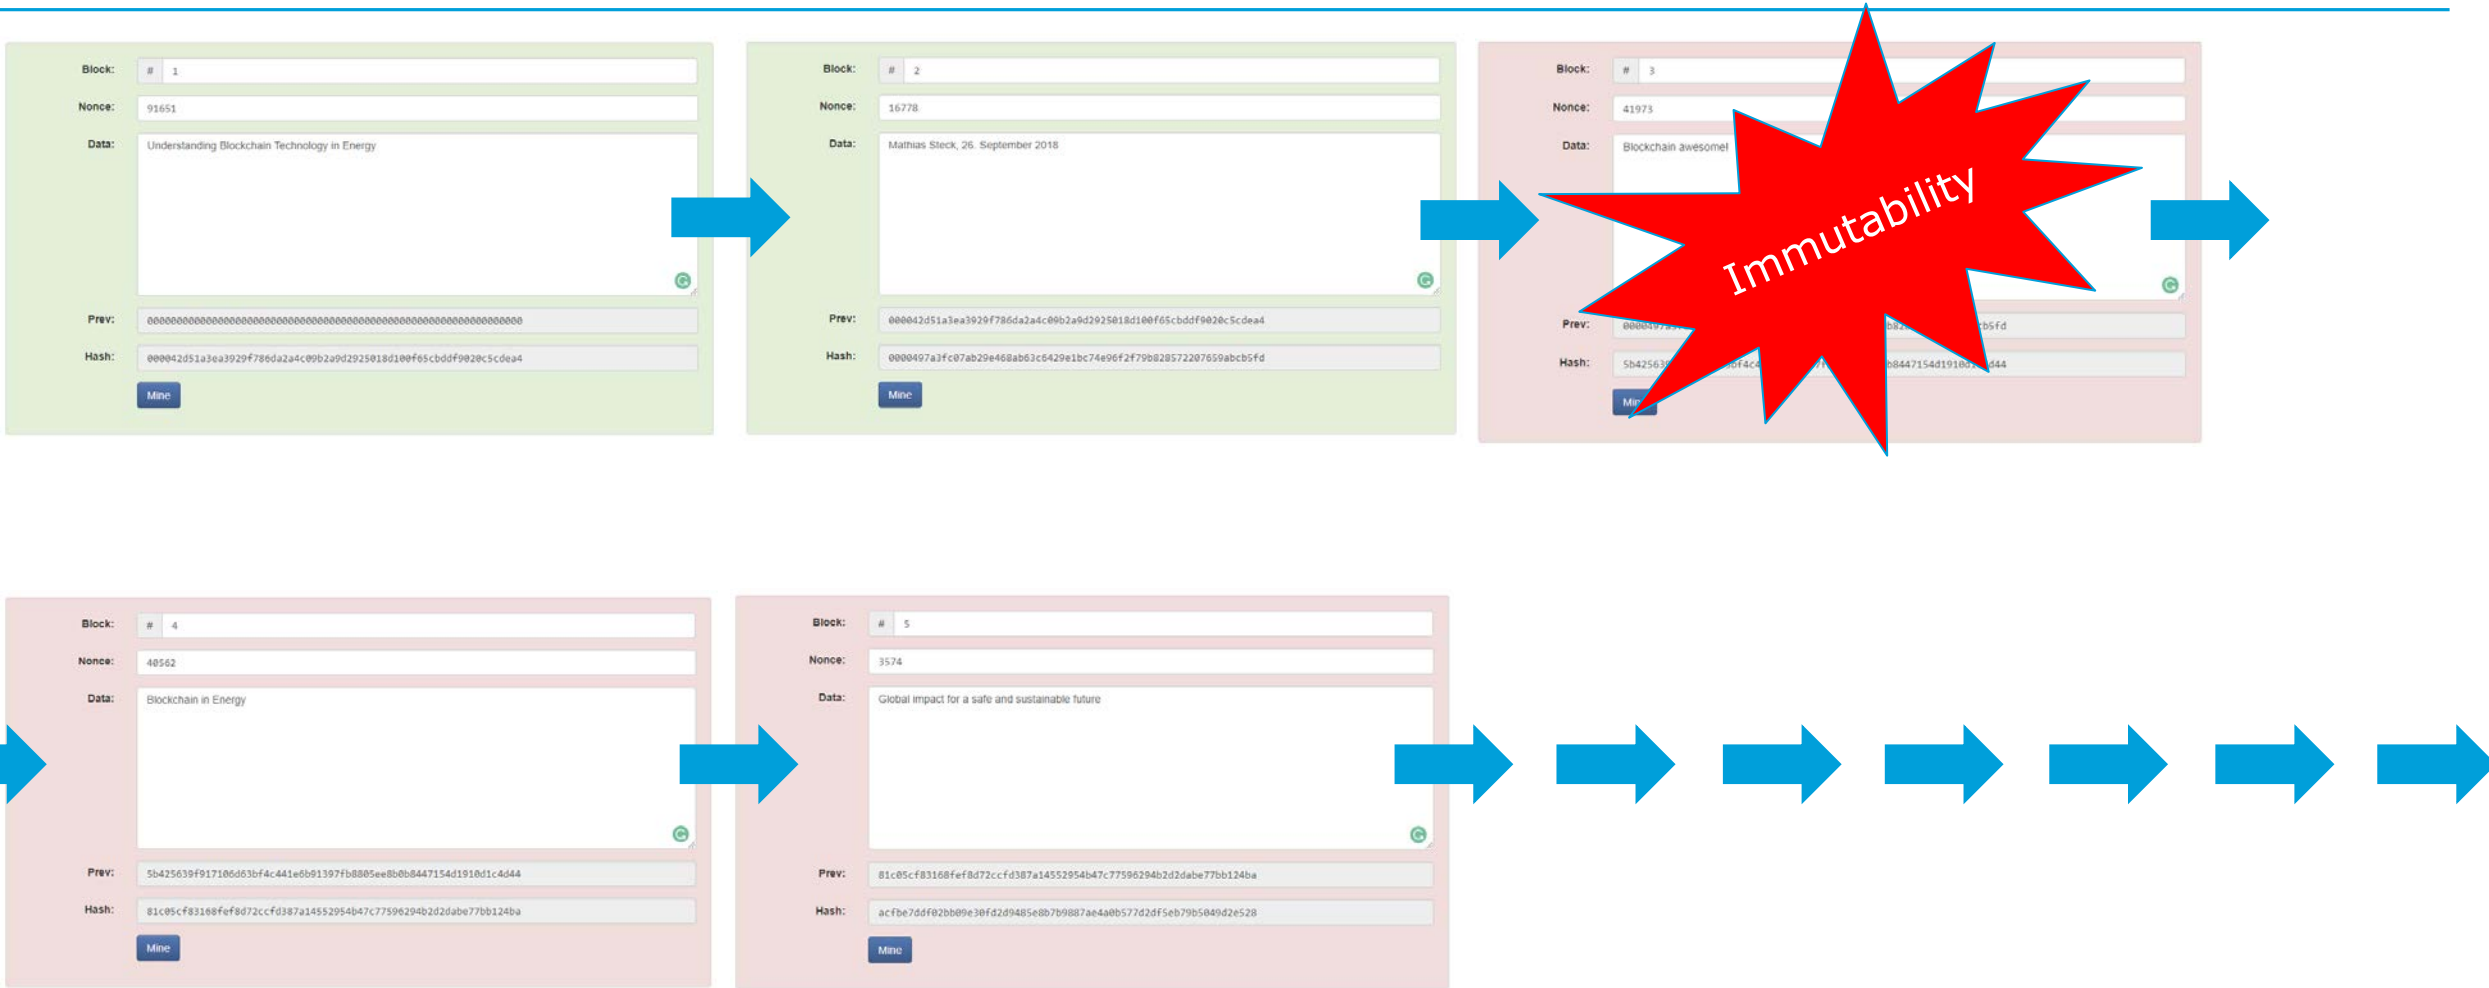 Block: # 1
Nonce: 91651
Data: Understanding Blockchain Technology in Energy
Prev: 0000000000000000000000000000000000000000000000000000000000000000
Hash: 000042d51a3ea3929f786da2a4c09b2a9d2925018d100f65cbddf9020c5cdea4
Mine
Block: # 2
Nonce: 16778
Data: Mathias Steck, 26. September 2018
Prev: 000042d51a3ea3929f786da2a4c09b2a9d2925018d100f65cbddf9020c5cdea4
Hash: 0000497a3fc07ab29e468ab63c6429e1bc74e96f2f79b828572207659abcb5fd
Mine
Block: # 3
Nonce: 41973
Data: Blockchain awesome!
Immutability
Prev:
Hash:
Block: # 4
Nonce: 40562
Data: Blockchain in Energy
Prev: 5b425639f917106d63bf4c441e6b91397fb8805ee8b0b8447154d1910d1c4d44
Hash: 81c05cf83168fef8d72ccfd387a14552954b47c77596294b2d2dabe77bb124ba
Mine
Block: # 5
Nonce: 3574
Data: Global impact for a safe and sustainable future
Prev: 81c05cf83168fef8d72ccfd387a14552954b47c77596294b2d2dabe77bb124ba
Hash: acfbe7ddf02bb09e30fd2d9485e8b7b9887ae4a0b577d2df5eb79b5049d2e528
Mine